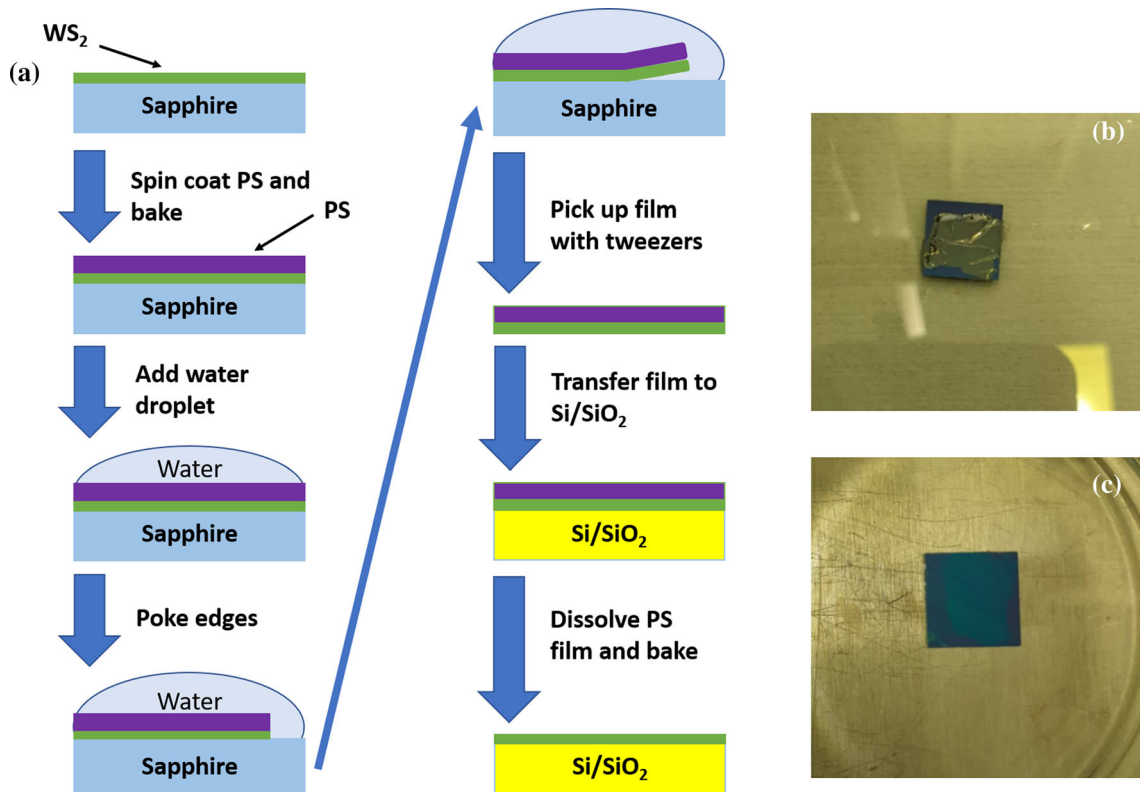 (a)
WS₂
Sapphire
Spin coat PS and
bake
PS
Sapphire
Add water
droplet
Water
Sapphire
Poke edges
Water
Sapphire
Sapphire
Pick up film
with tweezers
Transfer film to
Si/SiO₂
Si/SiO₂
Dissolve PS
film and bake
Si/SiO₂
(b)
(c)